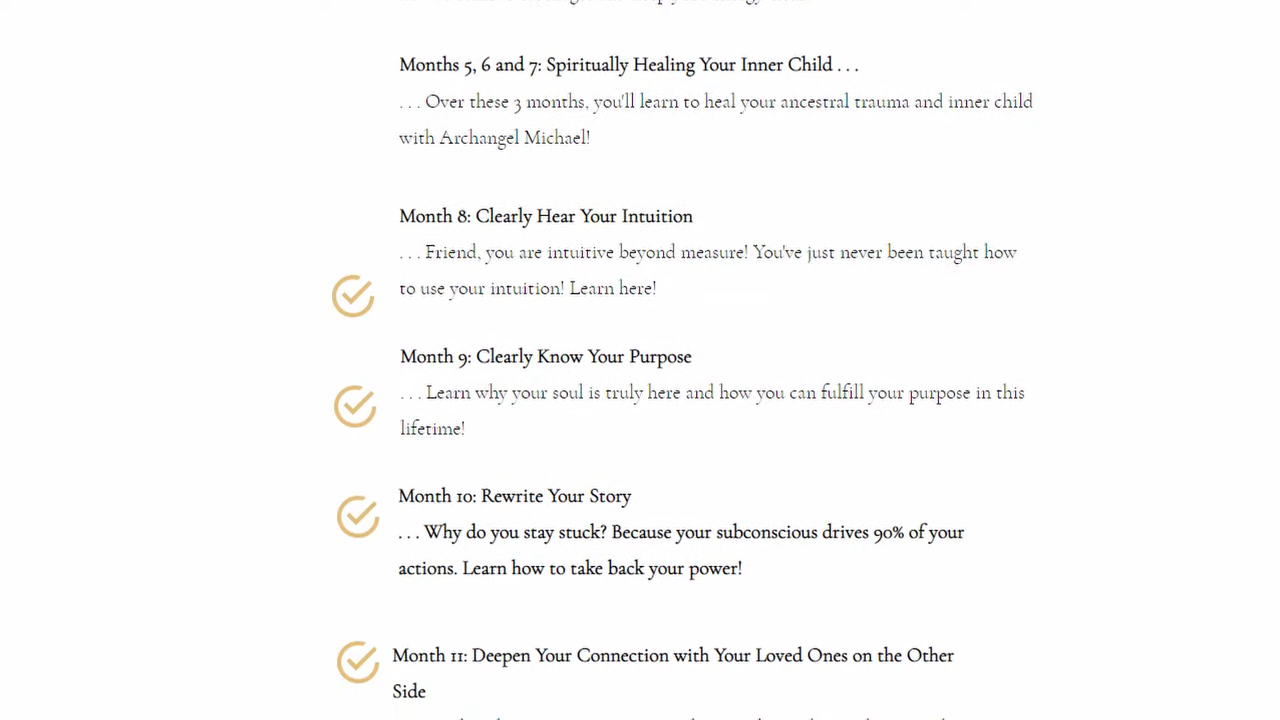 Months 5, 6 and 7: Spiritually Healing Your Inner Child . . .
. . . Over these 3 months, you'll learn to heal your ancestral trauma and inner child
with Archangel Michael!
Month 8: Clearly Hear Your Intuition
. . . Friend, you are intuitive beyond measure! You've just never been taught how
to use your intuition! Learn here!
Month 9: Clearly Know Your Purpose
. . . Learn why your soul is truly here and how you can fulfill your purpose in this
lifetime!
Month 10: Rewrite Your Story
. . . Why do you stay stuck? Because your subconscious drives 90% of your
actions. Learn how to take back your power!
Month 11: Deepen Your Connection with Your Loved Ones on the Other
Side